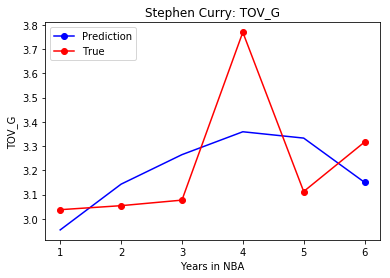 Stephen Curry: TOV_G
Prediction
True
3.8
3.7
3.6
3.5
3.4
3.3
3.2
3.1
3.0
TOV_G
1 2 3 4 5 6
Years in NBA